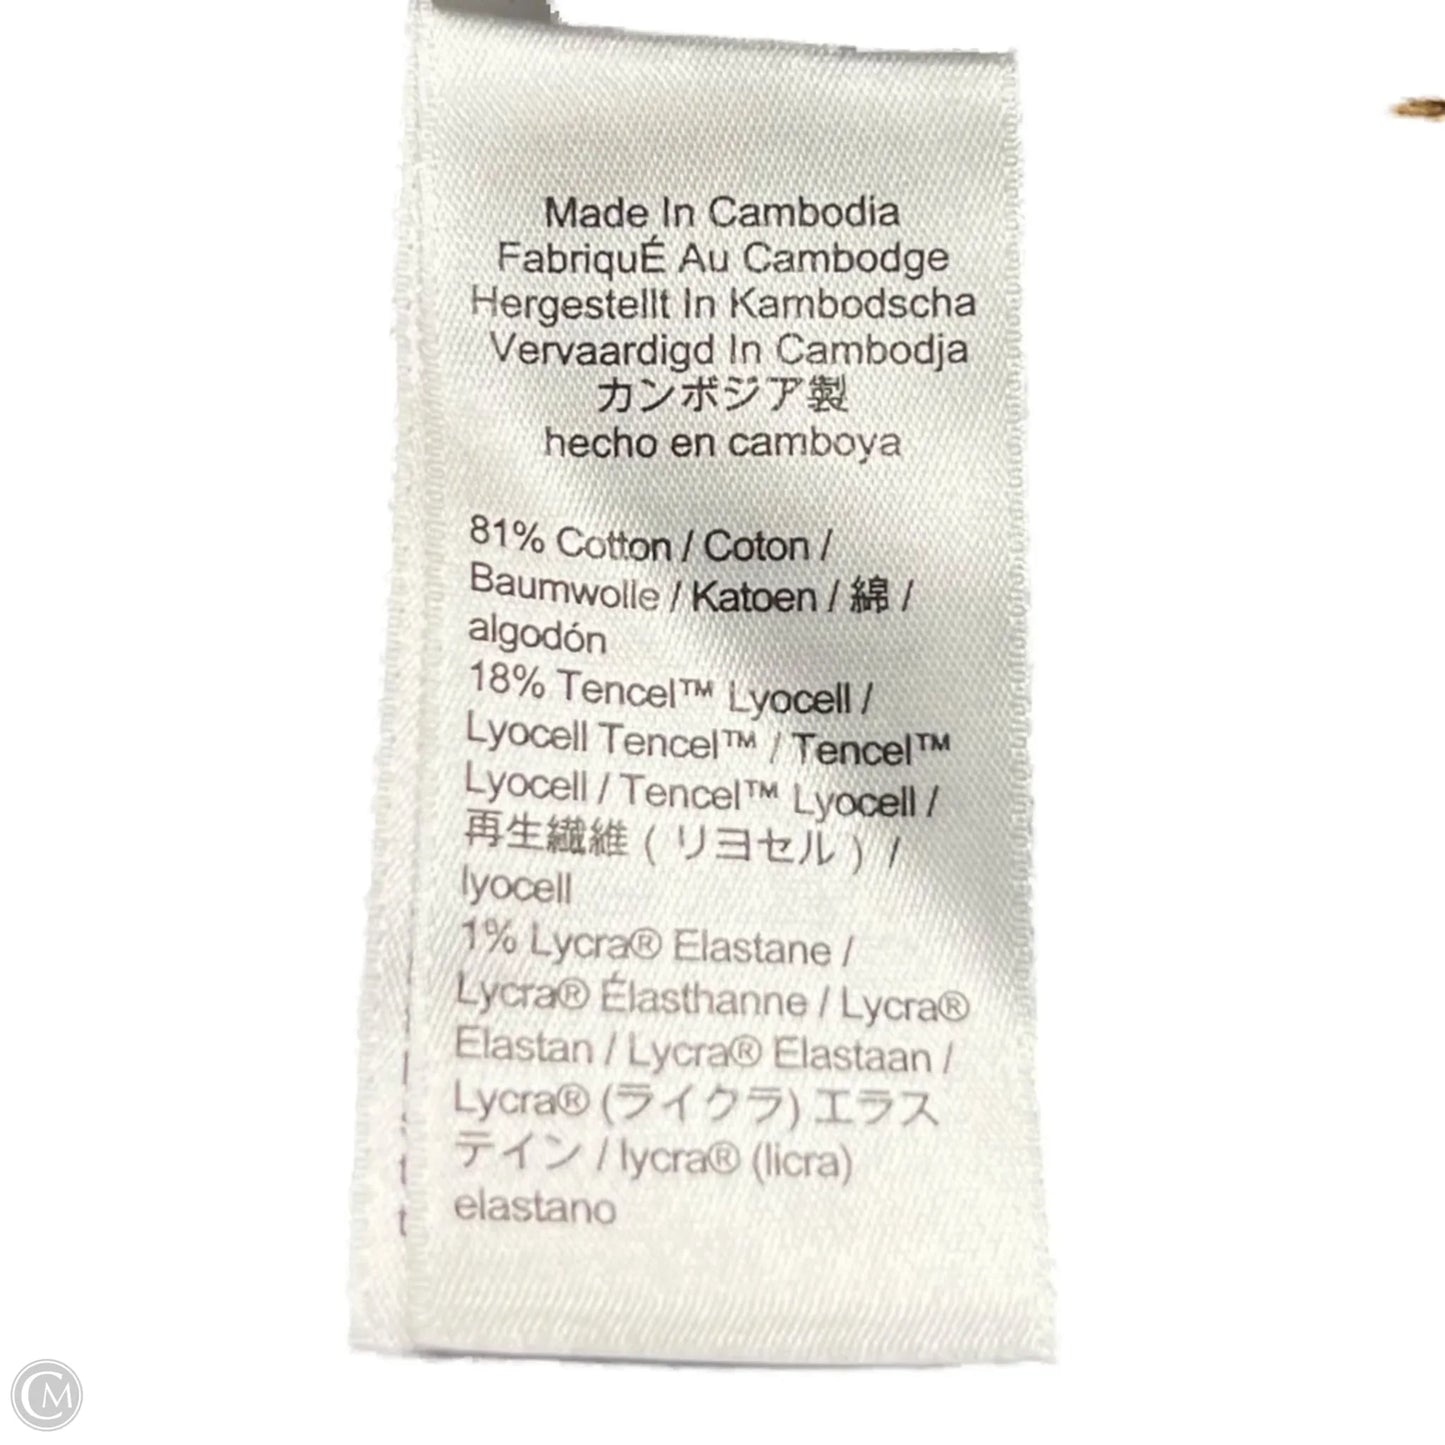 Made In Cambodia
FabriquÉ Au Cambodge
Hergestellt In Kambodscha
Vervaardigd In Cambodja
カンボジア製
hecho en camboya
81% Cotton / Coton /
Baumwolle / Katoen / 綿 /
algodón
18% Tencel™ Lyocell /
Lyocell Tencel™ / Tencel™
Lyocell / Tencel™ Lyocell /
再生繊維 ( リヨセル ) /
lyocell
1% Lycra® Elastane /
Lycra® Élasthanne / Lycra®
Elastan / Lycra® Elastaan /
Lycra® (ライクラ) エラス
テイン / lycra® (licra)
elastano
CM